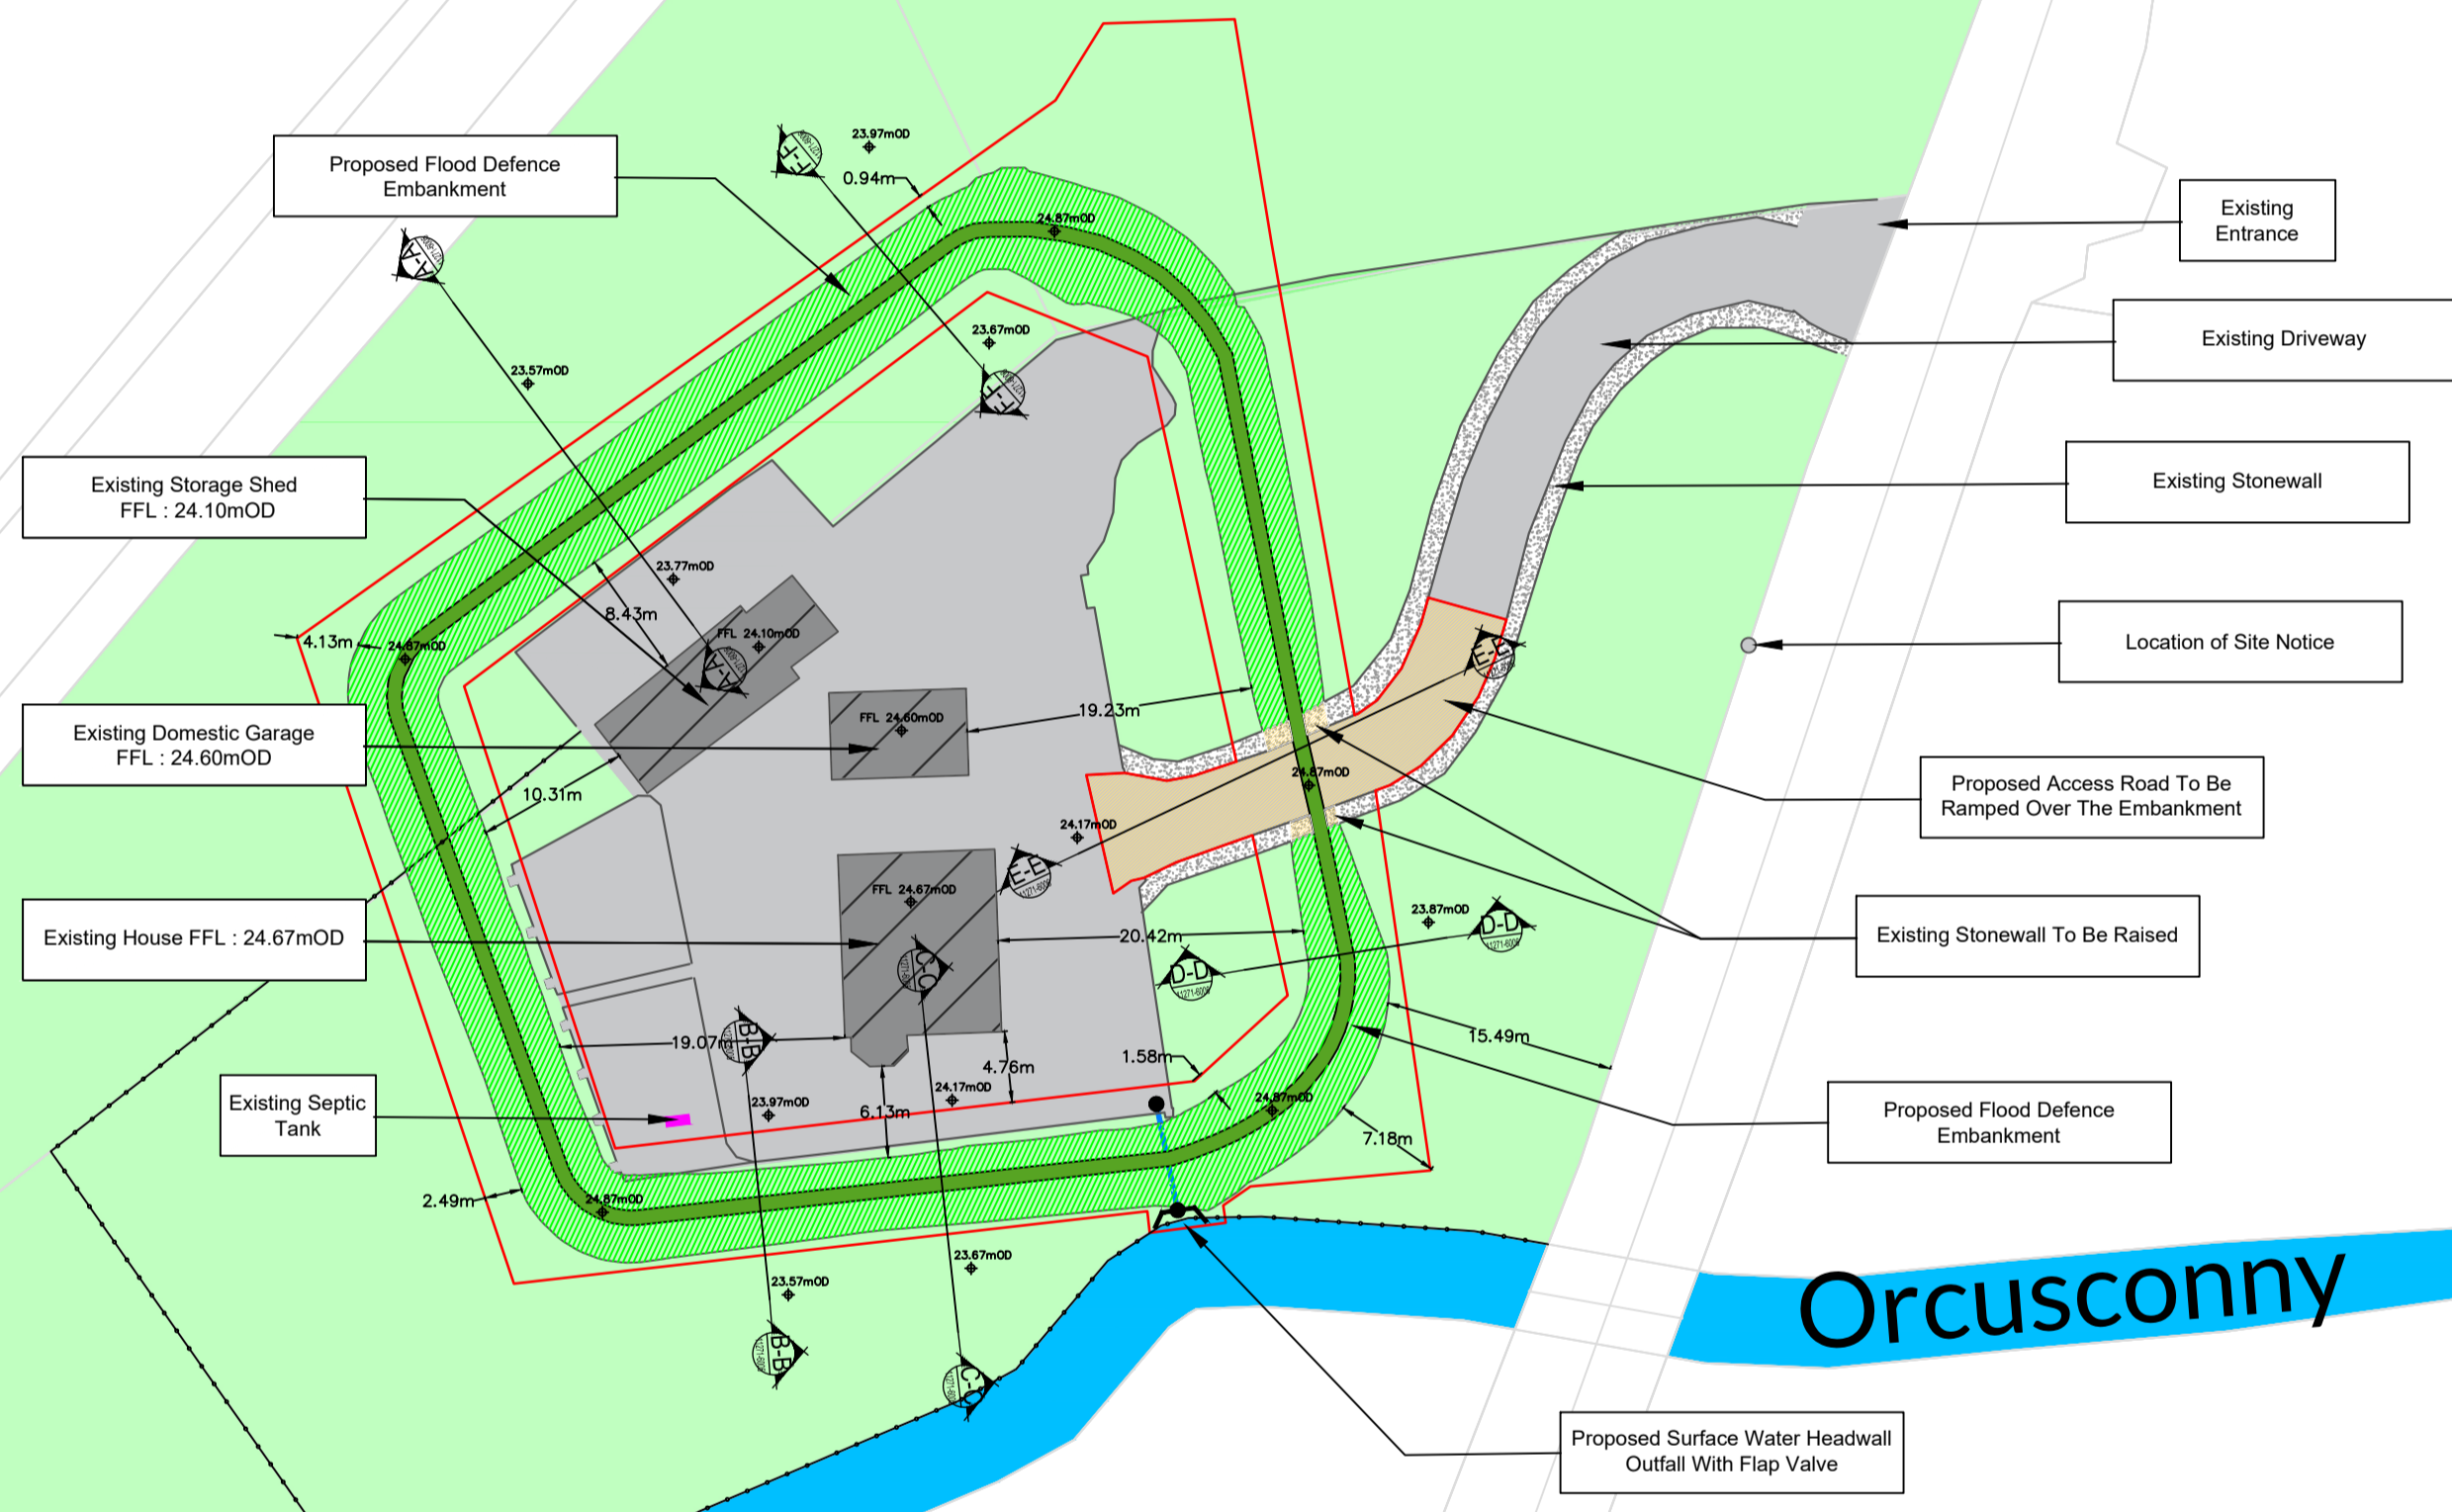 Proposed Flood Defence
Embankment
23.97mOD
0.94m
F-F
24.87mOD
A-A
Existing
Entrance
23.67mOD
Existing Driveway
23.57mOD
F-F
Existing Storage Shed
FFL : 24.10mOD
Existing Stonewall
23.77mOD
8.43m
FFL 24.10mOD
A-A
4.13m
24.87mOD
E-E
Location of Site Notice
Existing Domestic Garage
FFL : 24.60mOD
FFL 24.60mOD
19.23m
10.31m
24.87mOD
Proposed Access Road To Be
Ramped Over The Embankment
24.17mOD
E-E
11271-6006
Existing House FFL : 24.67mOD
FFL 24.67mOD
20.42m
23.87mOD
D-D
11271-6006
Existing Stonewall To Be Raised
C-C
D-D
11271-6006
19.07m
B-B
4.76m
1.58m
15.49m
Existing Septic
Tank
23.97mOD
24.17mOD
6.13m
24.87mOD
7.18m
Proposed Flood Defence
Embankment
2.49m
24.87mOD
23.67mOD
23.57mOD
B-B
C-C
Orcusconny
Proposed Surface Water Headwall
Outfall With Flap Valve